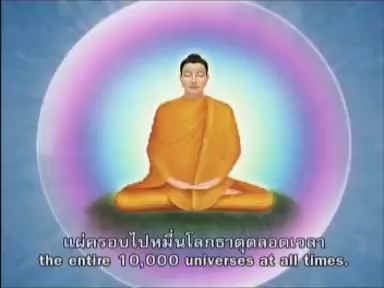 แผ่ครอบไปหมื่นโลกธาตุตลอดเวลา
the entire 10,000 universes at all times.